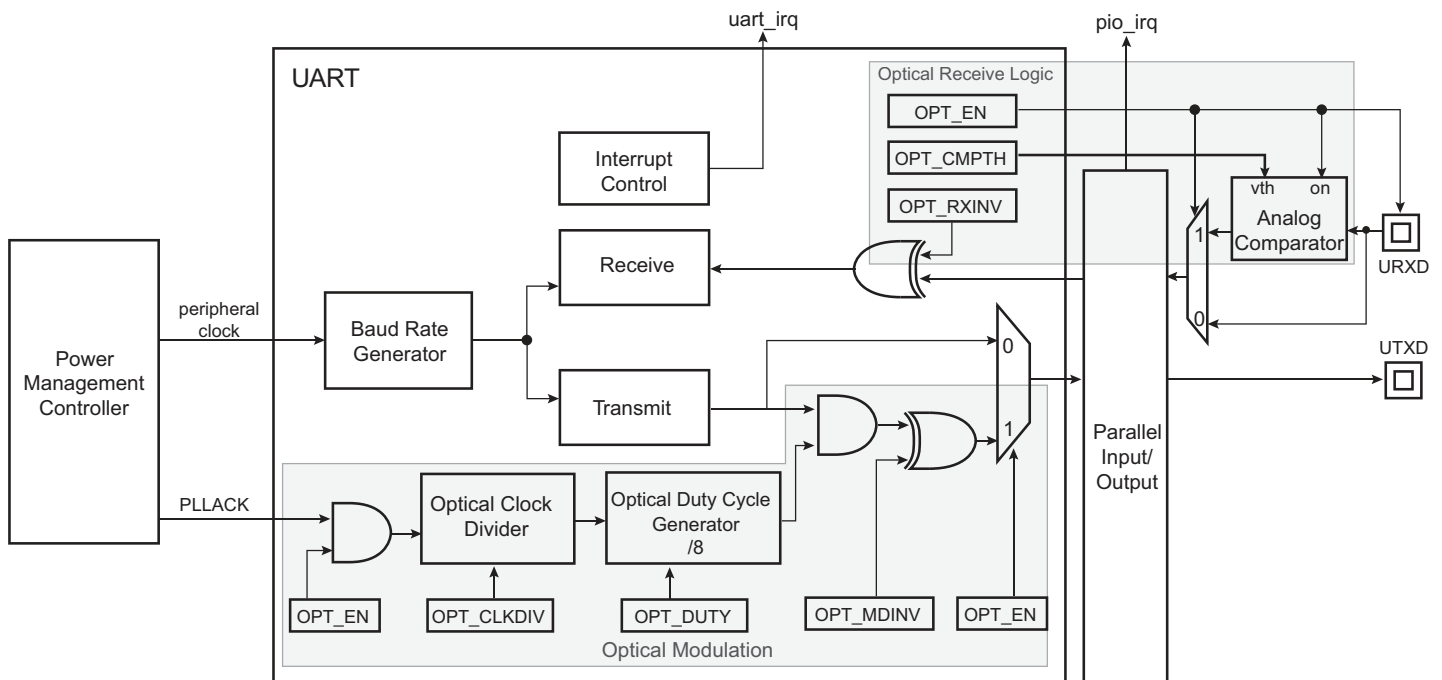 uart_irq
pio_irq
UART
Optical Receive Logic
OPT_EN
OPT_CMPTH
OPT_RXINV
vth
on
Analog
Comparator
1
0
URXD
UTXD
Interrupt
Control
Receive
peripheral
clock
Baud Rate
Generator
Power
Management
Controller
Transmit
0
1
Parallel
Input/
Output
PLLACK
Optical Clock
Divider
Optical Duty Cycle
Generator
/8
OPT_EN
OPT_CLKDIV
OPT_DUTY
OPT_MDINV
OPT_EN
Optical Modulation